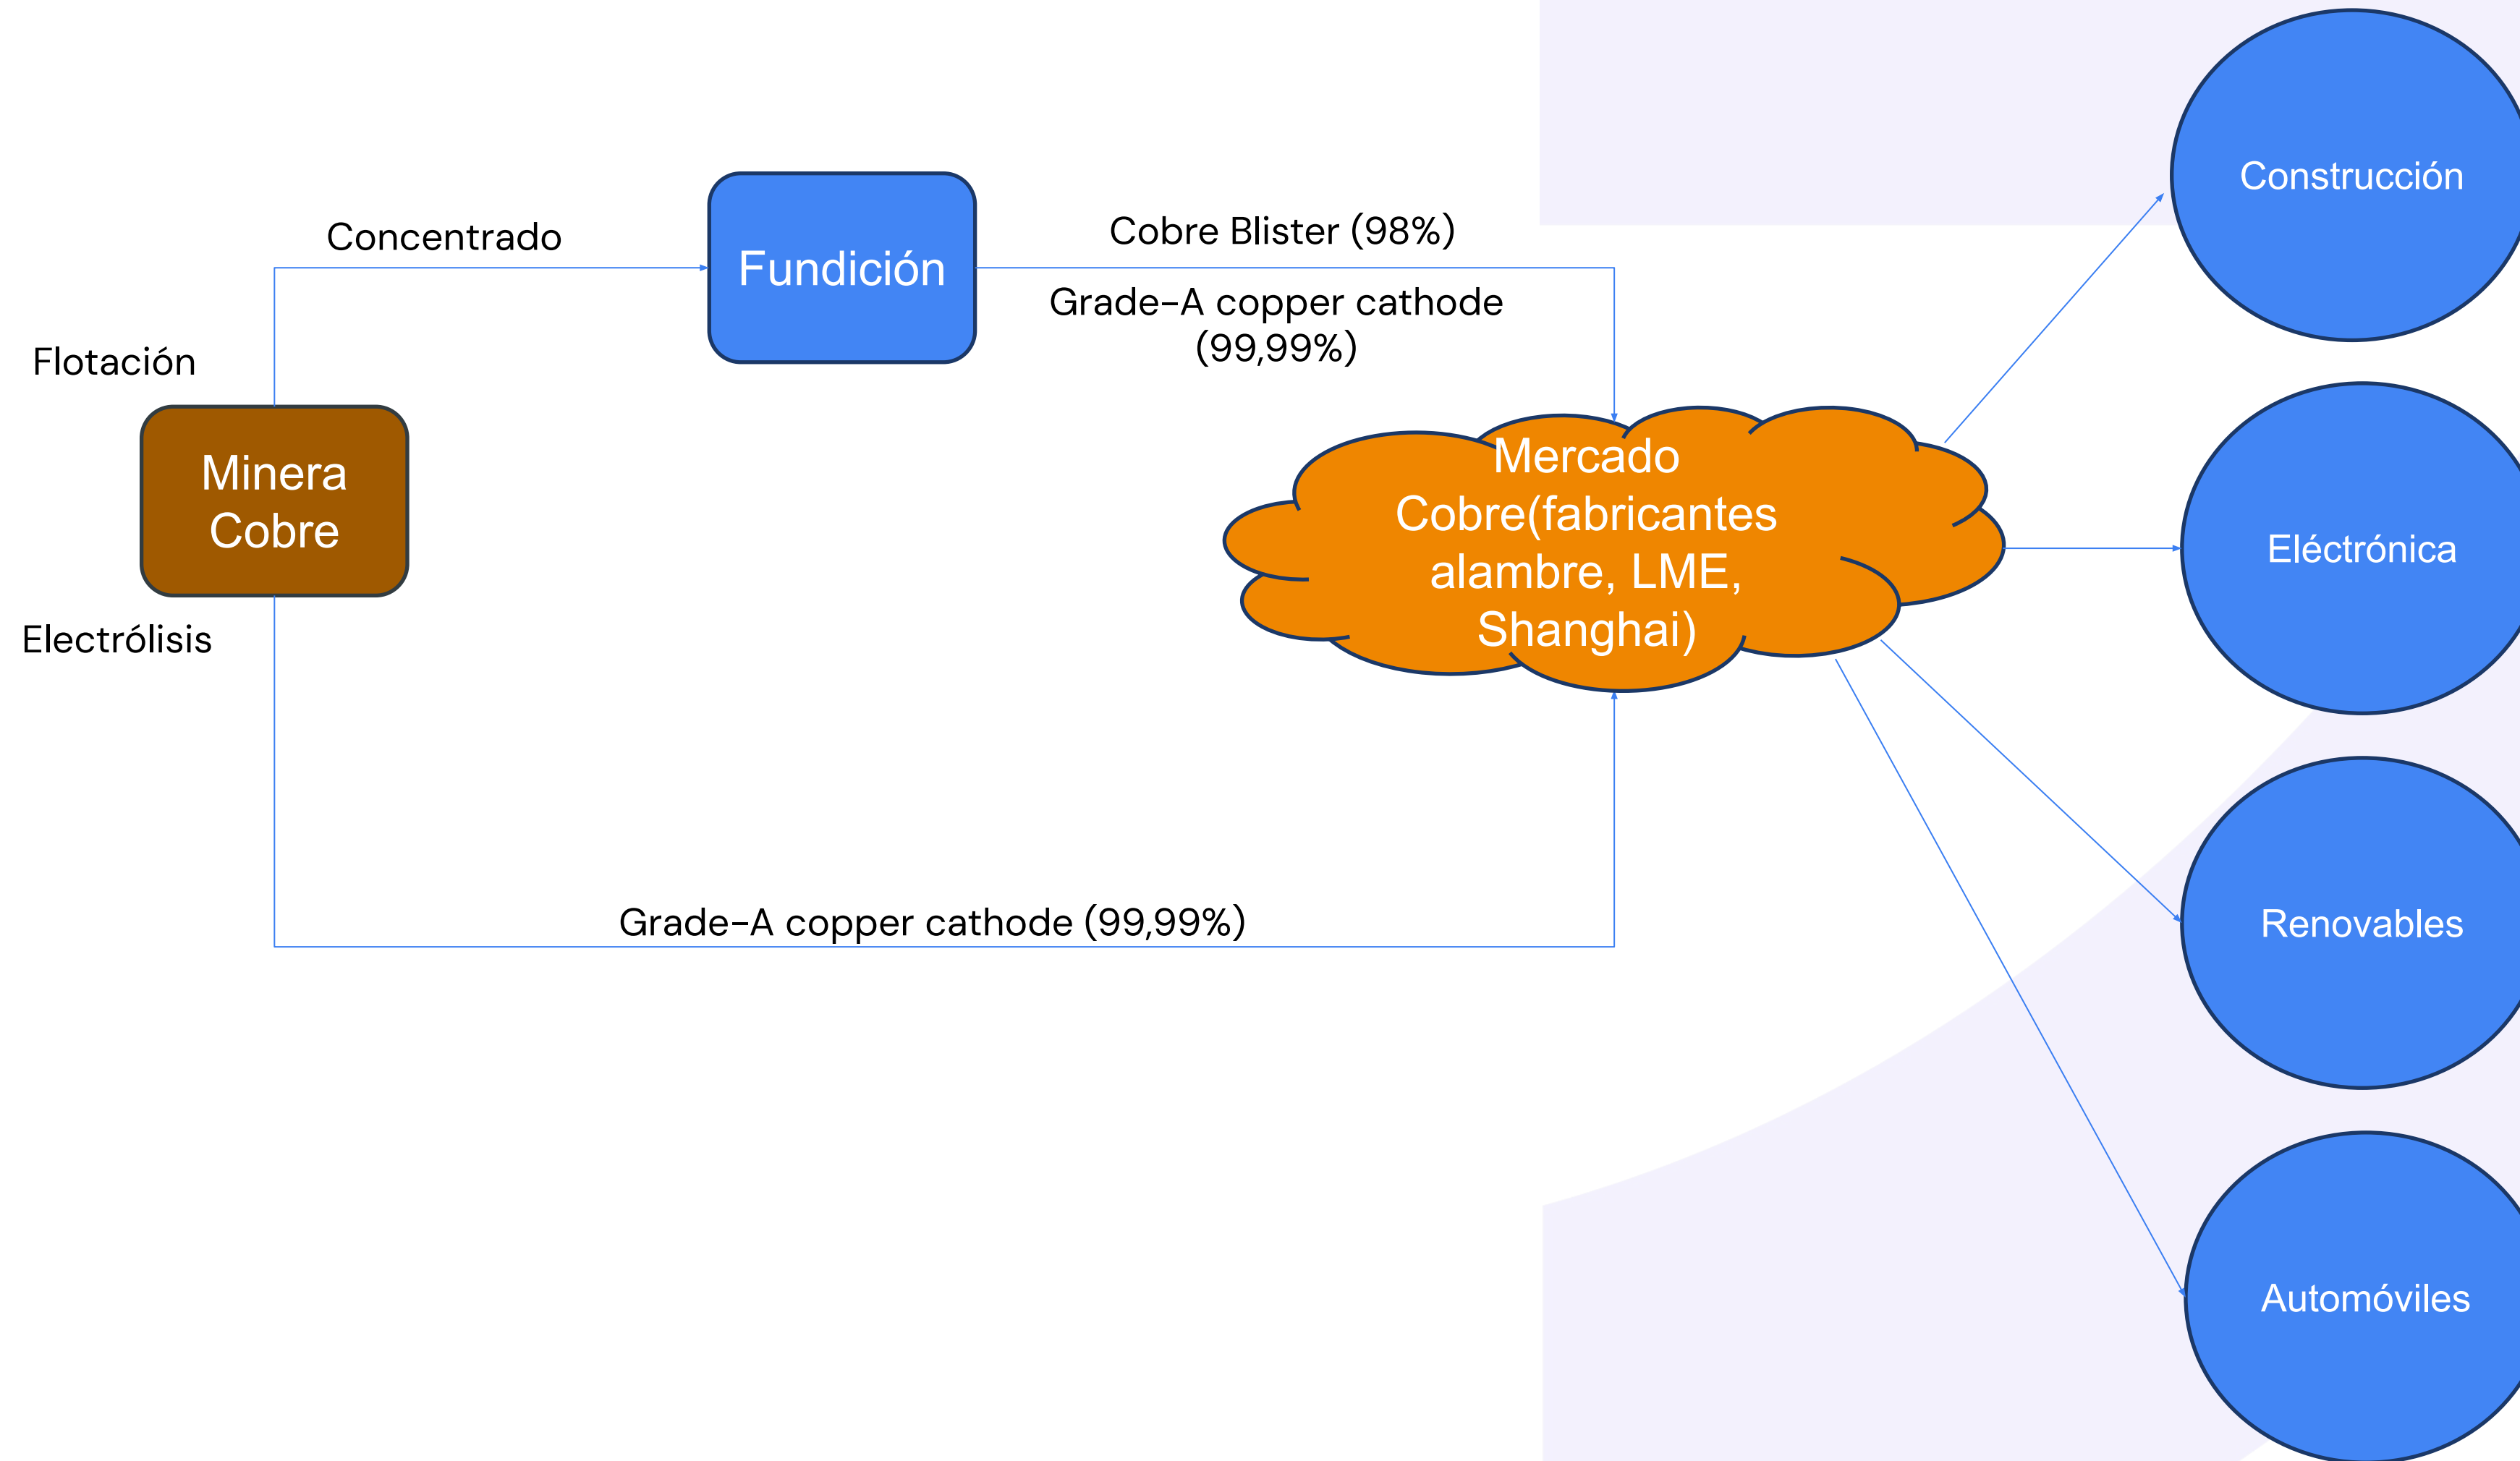 Construcción
Concentrado
Fundición
Cobre Blister (98%)
Grade-A copper cathode
(99,99%)
Flotación
Minera
Cobre
Electrólisis
Mercado
Cobre(fabricantes
alambre, LME,
Shanghai)
Eléctrónica
Grade-A copper cathode (99,99%)
Renovables
Automóviles